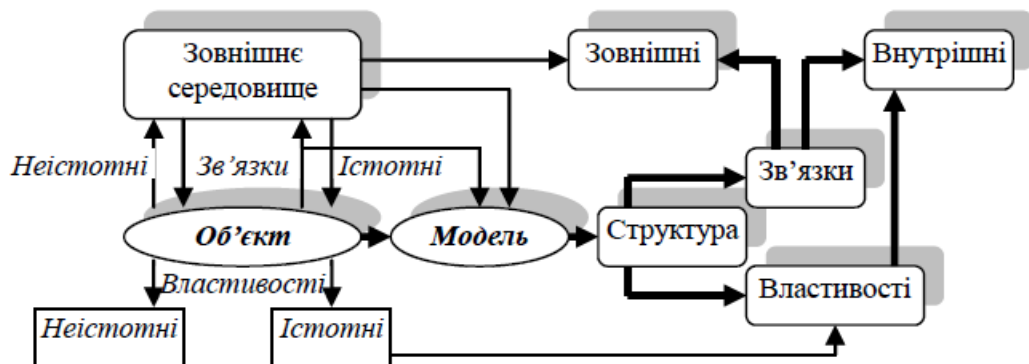 Зовнішнє
середовище
Зовнішні
Внутрішні
Неістотні
Зв’язки
Істотні
Зв’язки
Об’єкт
Модель
Структура
Властивості
Властивості
Неістотні
Істотні